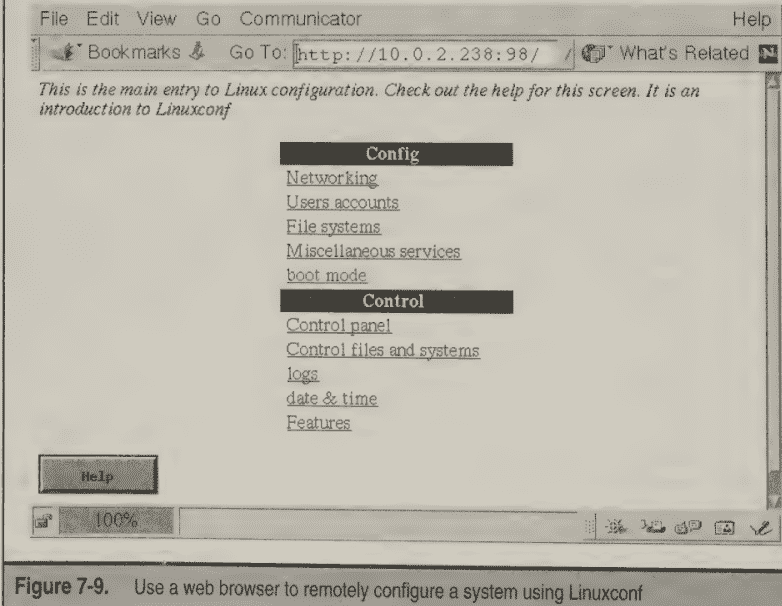 File Edit View Go Communicator Help
Bookmarks Go To: http://10.0.2.238:98/ What's Related N
This is the main entry to Linux configuration. Check out the help for this screen. It is an
introduction to Linuxconf
Config
Networking
Users accounts
File systems
Miscellaneous services
boot mode
Control
Control panel
Control files and systems
logs
date & time
Features
Help
100%
Figure 7-9. Use a web browser to remotely configure a system using Linuxconf